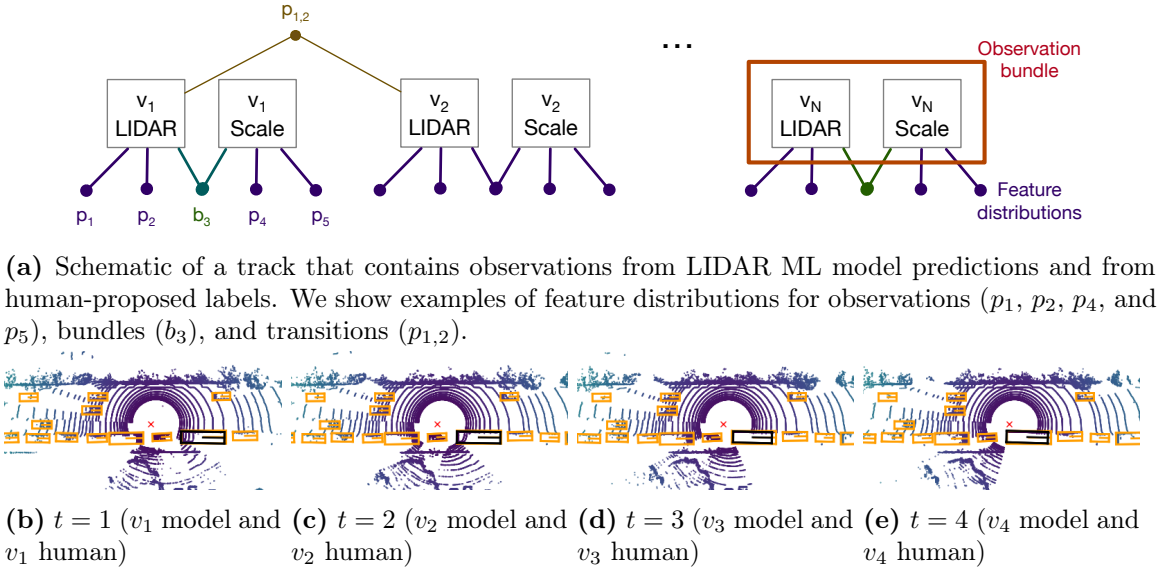 p1,2
...
Observation
bundle
v1
LIDAR
v1
Scale
v2
LIDAR
v2
Scale
vN
LIDAR
vN
Scale
p1
p2
b3
p4
p5
Feature
distributions
(a) Schematic of a track that contains observations from LIDAR ML model predictions and from
human-proposed labels. We show examples of feature distributions for observations (p1, p2, p4, and
p5), bundles (b3), and transitions (p1,2).
(b) t = 1 (v1 model and
v1 human)
(c) t = 2 (v2 model and
v2 human)
(d) t = 3 (v3 model and
v3 human)
(e) t = 4 (v4 model and
v4 human)